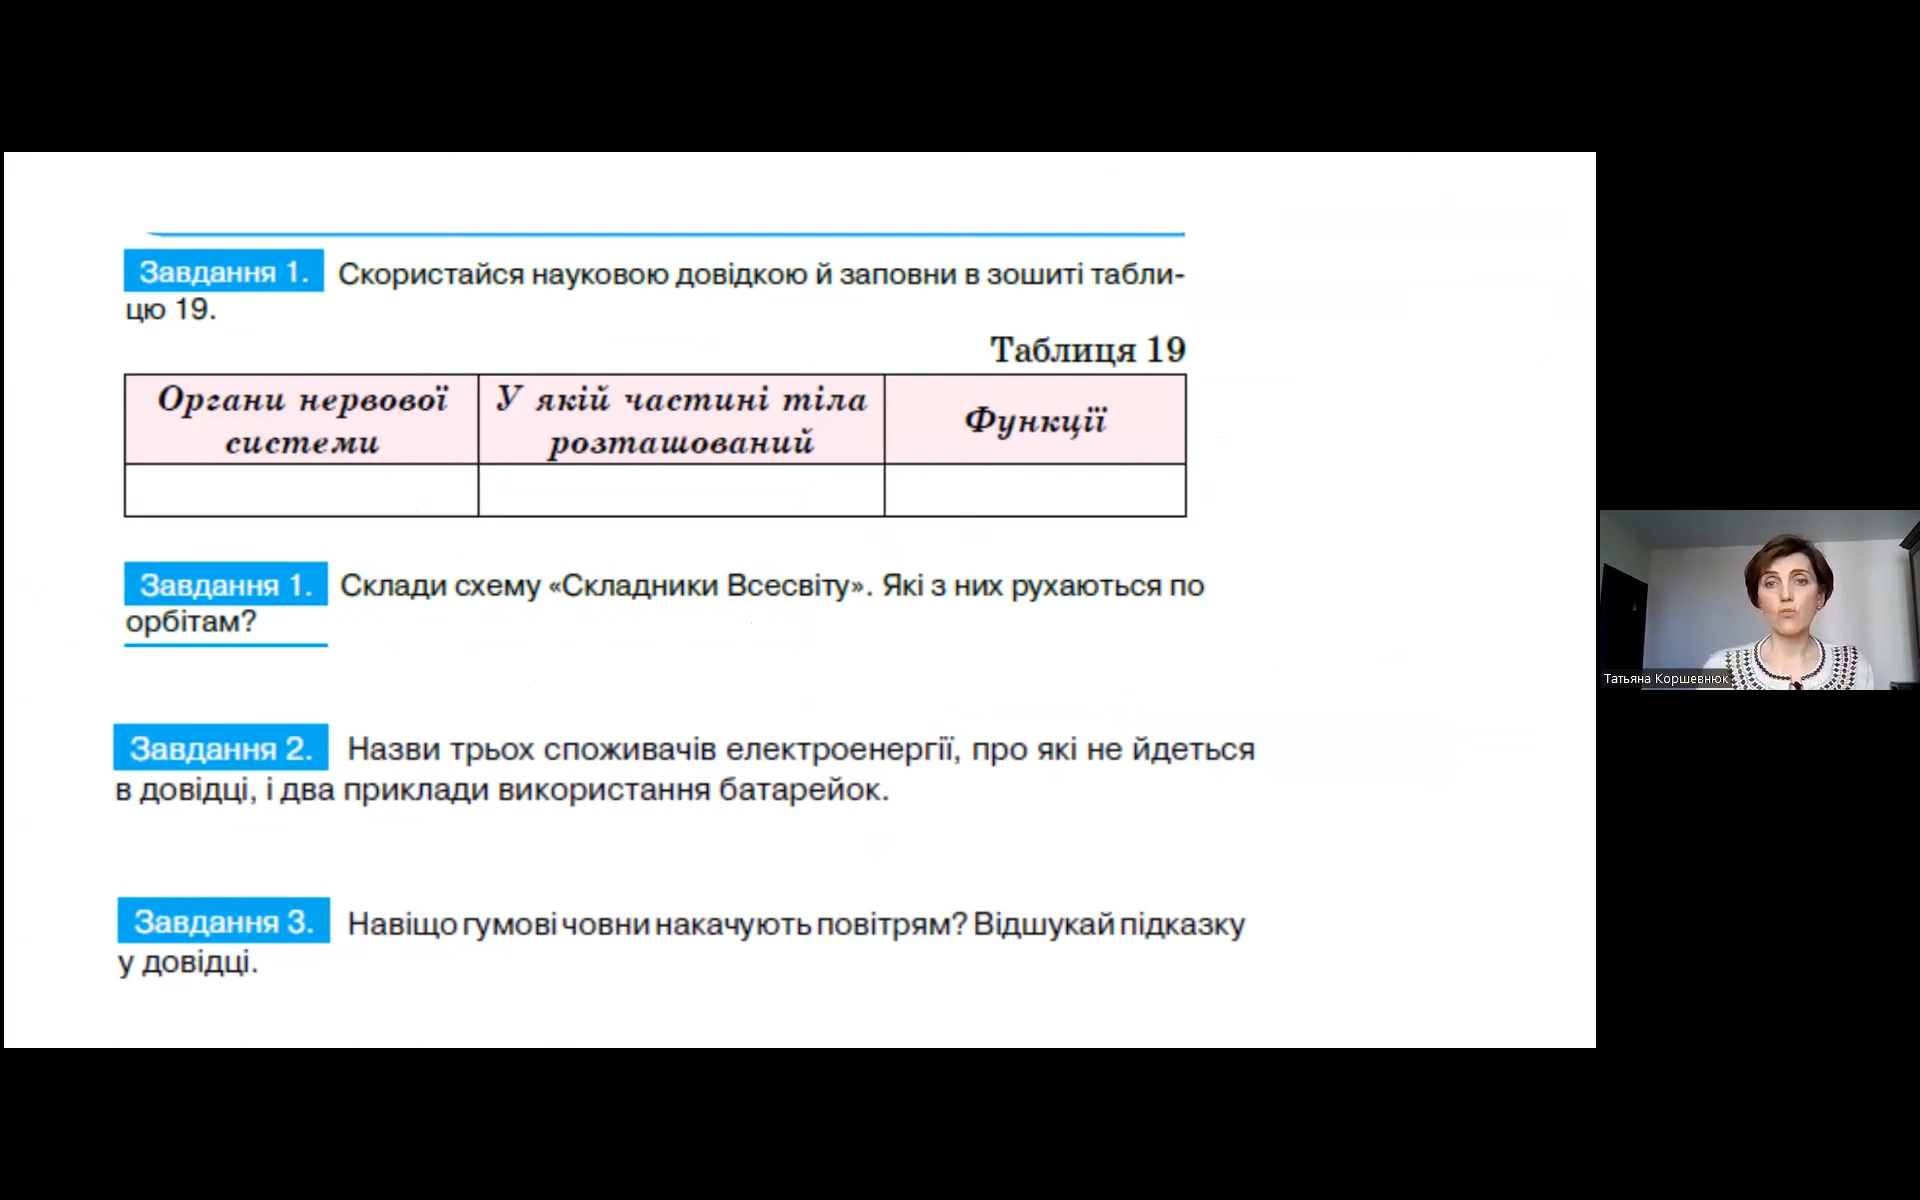 Завдання 1. Скористайся науковою довідкою й заповни в зошиті табли-
цю 19.
Таблиця 19
Органи нервової системи
У якій частині тіла розташований
Функції
Завдання 1. Склади схему «Складники Всесвіту». Які з них рухаються по
орбітам?
Завдання 2. Назви трьох споживачів електроенергії, про які не йдеться
в довідці, і два приклади використання батарейок.
Завдання 3. Навіщо гумові човни накачують повітрям? Відшукай підказку
у довідці.
Татьяна Коршевнюк